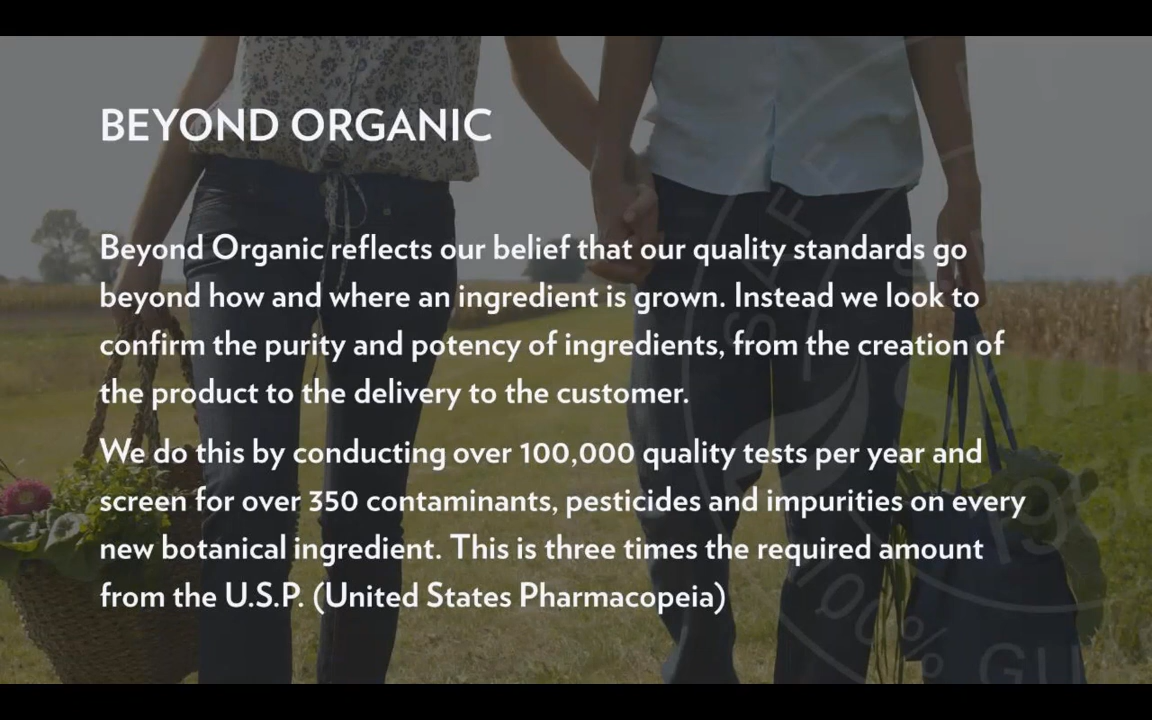 BEYOND ORGANIC
Beyond Organic reflects our belief that our quality standards go
beyond how and where an ingredient is grown. Instead we look to
confirm the purity and potency of ingredients, from the creation of
the product to the delivery to the customer.
We do this by conducting over 100,000 quality tests per year and
screen for over 350 contaminants, pesticides and impurities on every
new botanical ingredient. This is three times the required amount
from the U.S.P. (United States Pharmacopeia)
SAFE
100%
GU